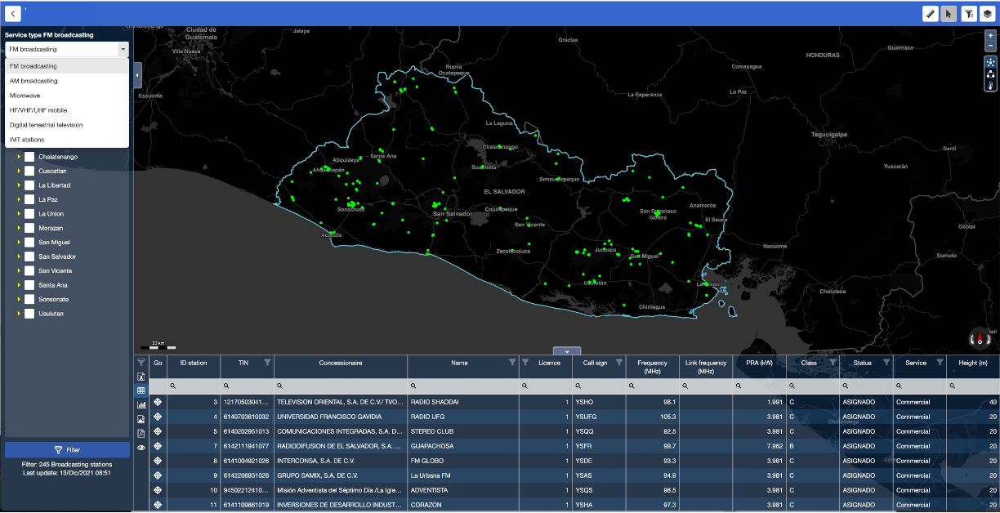 Service type FM broadcasting
FM broadcasting
FM broadcasting
AM broadcasting
Microwave
HF/VHF/UHF mobile
Digital terrestrial television
IMT stations
Chalatenango
Cuscatlan
La Libertad
La Paz
La Union
Morazan
San Miguel
San Salvador
San Vicente
Santa Ana
Sonsonate
Usulutan
Filter
Filter: 245 Broadcasting stations
Last update: 13/Dic/2021 08:51
Ciudad de
Guatemala
Villa Nueva
Escuintla
Jalapa
Gracias
Nueva
Ocotepeque
HONDURAS
Guaimaca
Comayagua
La Esperanza
La Paz
La Laguna
Tegucigalpa
Danlí
Yuscarán
Chalatenango
Santa Ana
Atiquizaya
Ahuachapán
Suchitoto
Sensuntepeque
EL SALVADOR
Sonsonate
San Salvador
Cojutepeque
San Vicente
Anamorós
San Francisco
Gotera
El Sauce
Acajutla
Zacatecoluca
Jucuapa
San Miguel
Usulután
La Unión
Chirilagua
Nacaome
Ocotal
Somoto
Choluteca
20 km
Go ID station TIN Concessionaire Name Licence Call sign Frequency (MHz) Link frequency (MHz) PRA (kW) Class Status Service Height (m)
3 12170503041... TELEVISION ORIENTAL, S.A. DE C.V./ TVO... RADIO SHADDAI 1 YSHO 98.1 1.991 C ASIGNADO Commercial 40
4 6140703810032 UNIVERSIDAD FRANCISCO GAVIDIA RADIO UFG 1 YSUFG 105.3 3.981 C ASIGNADO Commercial 20
5 6140202951013 COMUNICACIONES INTEGRADAS, S.A. D... STEREO CLUB 1 YSQQ 92.5 3.981 C ASIGNADO Commercial 20
7 6142111941077 RADIODIFUSION DE EL SALVADOR, S.A. ... GUAPACHOSA 1 YSFR 99.7 7.962 B ASIGNADO Commercial 20
8 6141004921026 INTERCONSA, S.A. DE C.V. FM GLOBO 1 YSDE 93.3 3.981 C ASIGNADO Commercial 20
9 6142206931028 GRUPO SAMIX, S.A. DE C.V. La Urbana FM 1 YSAS 94.9 3.981 C ASIGNADO Commercial 20
10 94502212410... Misión Adventista del Séptimo Día /La Igle... ADVENTISTA 1 YSQS 96.5 3.981 C ASIGNADO Commercial 20
11 6141109861019 INVERSIONES DE DESARROLLO INDUST... CORAZON 1 YSHA 97.3 3.981 C ASIGNADO Commercial 20